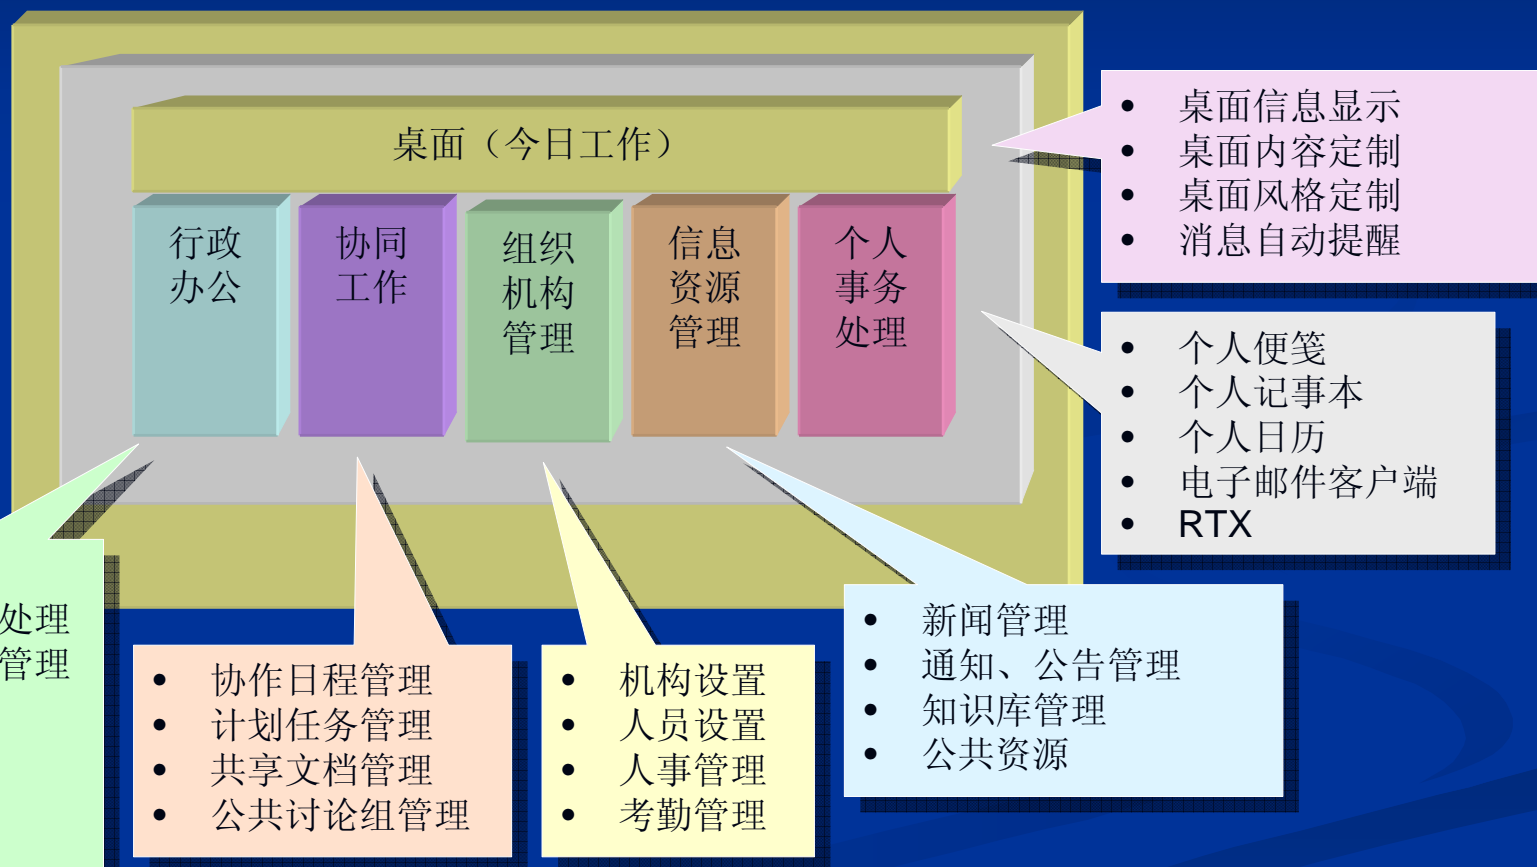 桌面（今日工作）
行政
办公
协同
工作
组织
机构
管理
信息
资源
管理
个人
事务
处理
• 桌面信息显示
• 桌面内容定制
• 桌面风格定制
• 消息自动提醒
• 个人便笺
• 个人记事本
• 个人日历
• 电子邮件客户端
• RTX
处理
管理
• 协作日程管理
• 计划任务管理
• 共享文档管理
• 公共讨论组管理
• 机构设置
• 人员设置
• 人事管理
• 考勤管理
• 新闻管理
• 通知、公告管理
• 知识库管理
• 公共资源